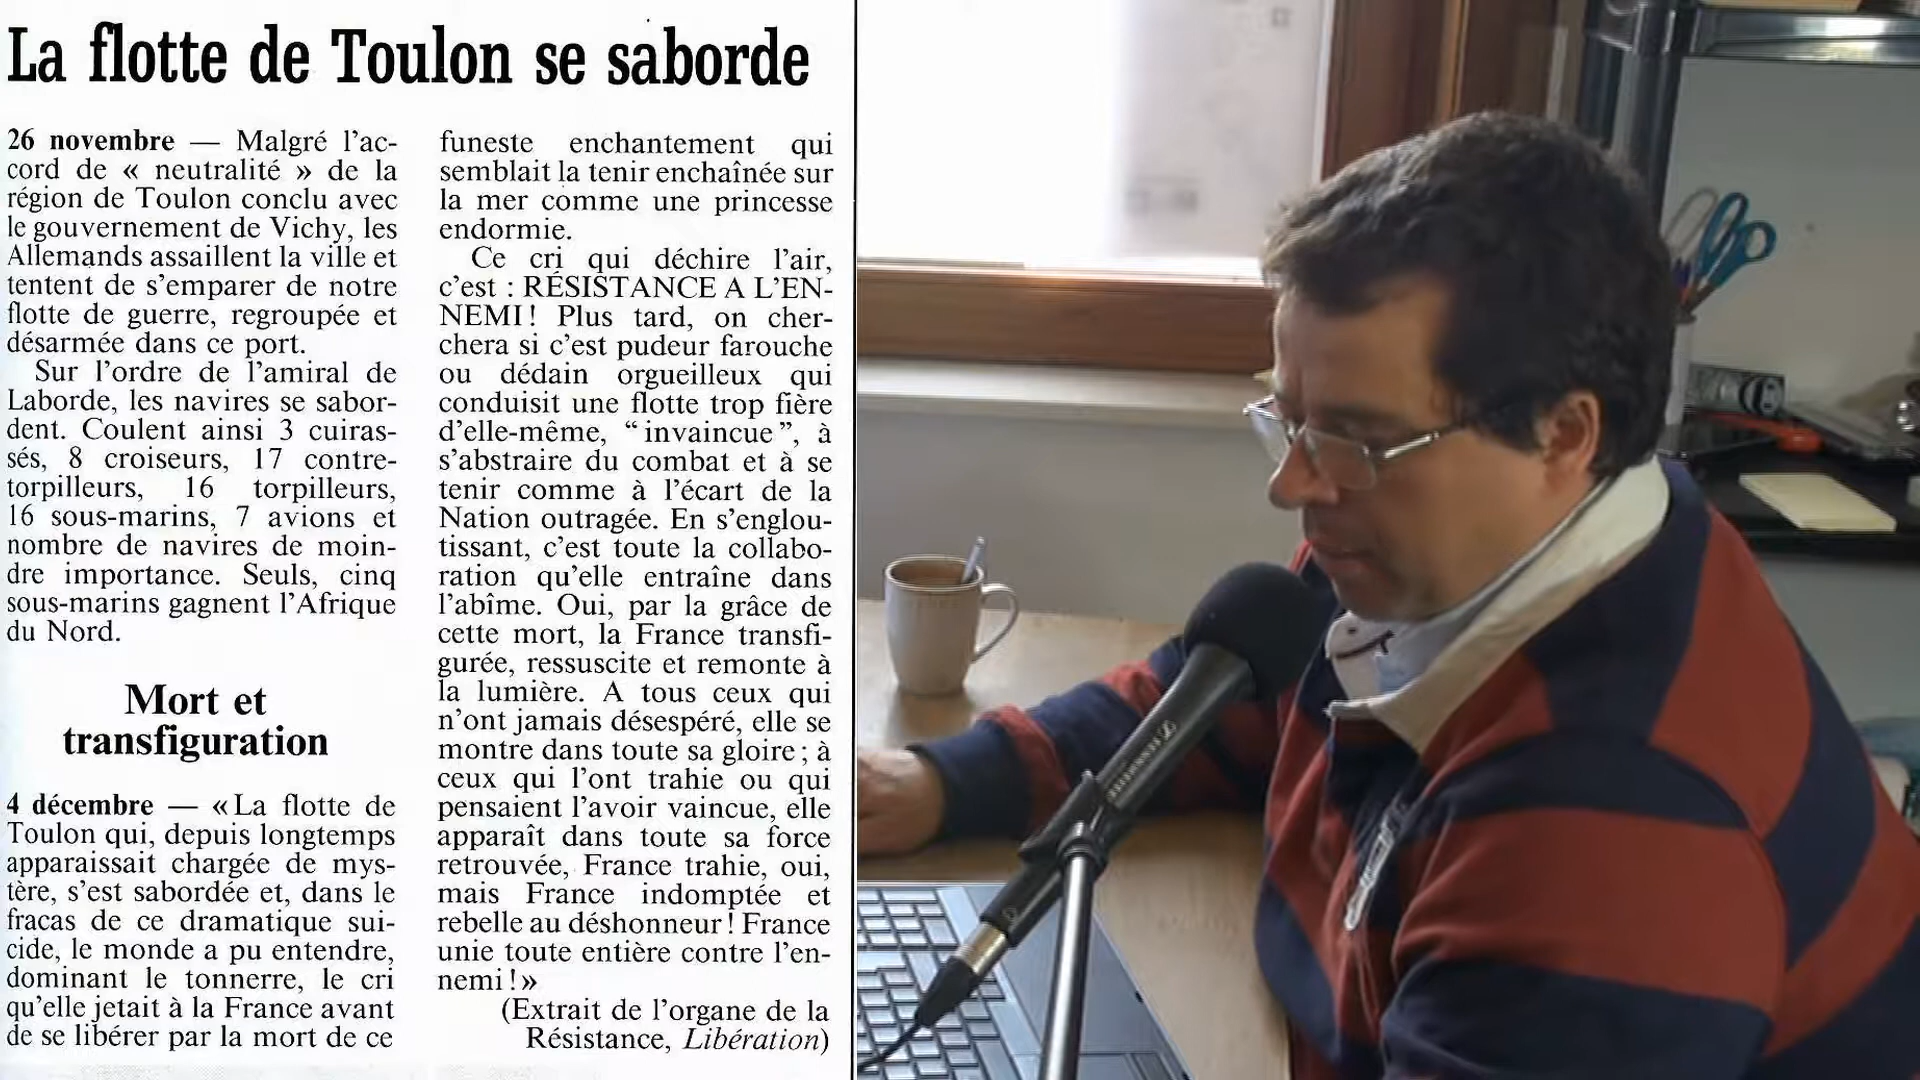 La flotte de Toulon se saborde
26 novembre — Malgré l'ac-
cord de « neutralité » de la
région de Toulon conclu avec
le gouvernement de Vichy, les
Allemands assaillent la ville et
tentent de s'emparer de notre
flotte de guerre, regroupée et
désarmée dans ce port.
Sur l'ordre de l'amiral de
Laborde, les navires se sabor-
dent. Coulent ainsi 3 cuiras-
sés, 8 croiseurs, 17 contre-
torpilleurs, 16 torpilleurs,
16 sous-marins, 7 avions et
nombre de navires de moin-
dre importance. Seuls, cinq
sous-marins gagnent l'Afrique
du Nord.
Mort et
transfiguration
4 décembre — «La flotte de
Toulon qui, depuis longtemps
apparaissait chargée de mys-
tère, s'est sabordée et, dans le
fracas de ce dramatique sui-
cide, le monde a pu entendre,
dominant le tonnerre, le cri
qu'elle jetait à la France avant
de se libérer par la mort de ce
funeste enchantement qui
semblait la tenir enchaînée sur
la mer comme une princesse
endormie.
Ce cri qui déchire l'air,
c'est : RÉSISTANCE A L'EN-
NEMI! Plus tard, on cher-
chera si c'est pudeur farouche
ou dédain orgueilleux qui
conduisit une flotte trop fière
d'elle-même, “invaincue”, à
s'abstraire du combat et à se
tenir comme à l'écart de la
Nation outragée. En s'englou-
tissant, c'est toute la collabo-
ration qu'elle entraîne dans
l'abîme. Oui, par la grâce de
cette mort, la France transfi-
gurée, ressuscite et remonte à
la lumière. A tous ceux qui
n'ont jamais désespéré, elle se
montre dans toute sa gloire; à
ceux qui l'ont trahie ou qui
pensaient l'avoir vaincue, elle
apparaît dans toute sa force
retrouvée, France trahie, oui,
mais France indomptée et
rebelle au déshonneur! France
unie toute entière contre l'en-
nemi!»
(Extrait de l'organe de la
Résistance, Libération)
SENNHEISER